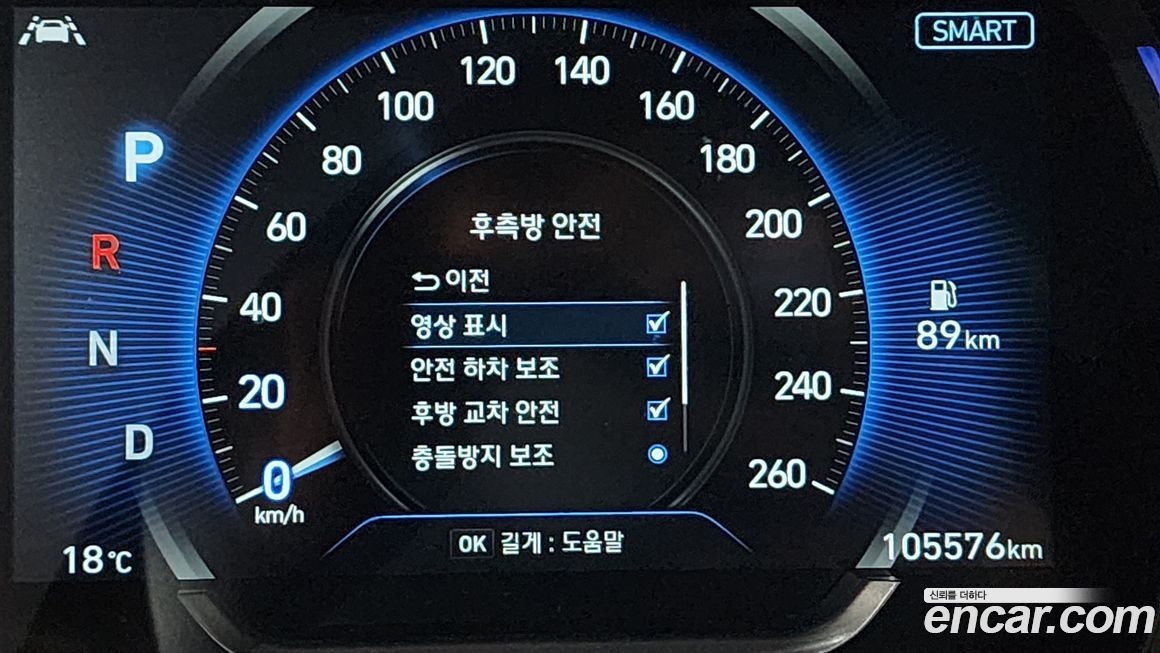 SMART
120 140
100 160
80 180
60 200
40 220
20 240
0 260
km/h
P
R
N
D
후측방 안전
이전
영상 표시
안전 하차 보조
후방 교차 안전
충돌방지 보조
OK 길게 : 도움말
89km
18℃
105576km
신뢰를 더하다
encar.com